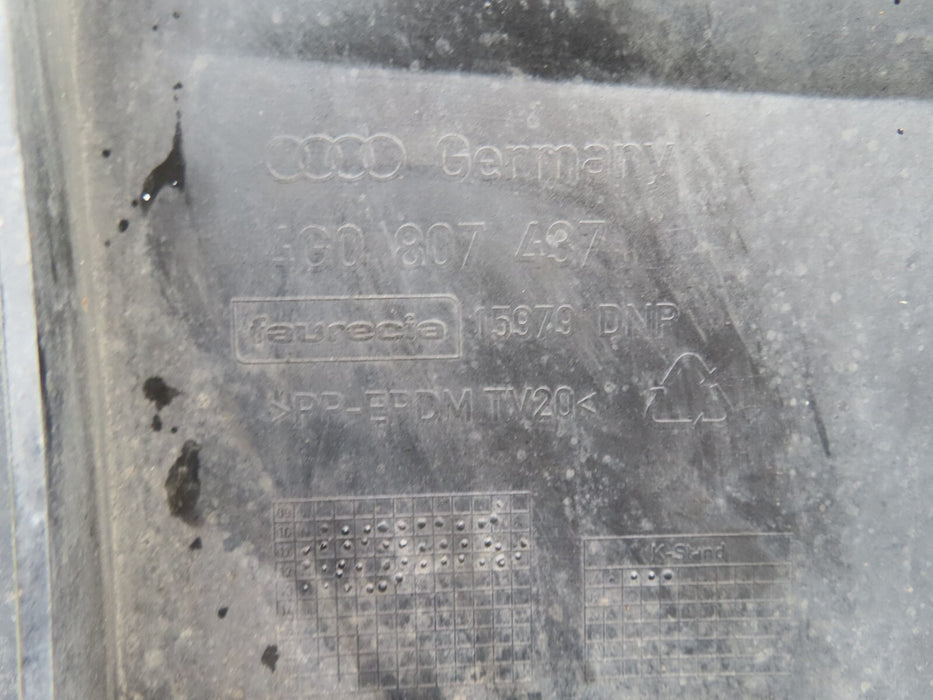 Germany
4G0 807 437
faurecia 15979 DNP
>PP-EPDM TV20<
K-Stand